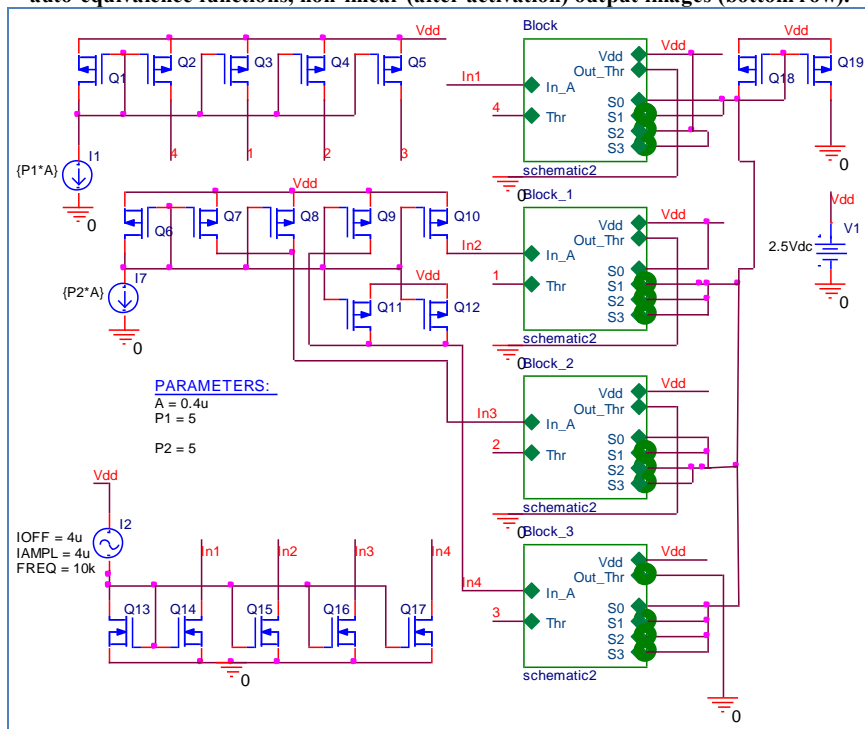 auto-equivalence functions, non-linear (after activation) output images (bottom row).
Vdd
Q1
Q2
Q3
Q4
Q5
4
1
2
3
I1
{P1*A}
0
Vdd
Q6
Q7
Q8
Q9
Q10
I7
{P2*A}
0
Vdd
Q11
Q12
PARAMETERS:
A = 0.4u
P1 = 5
P2 = 5
Vdd
I2
IOFF = 4u
IAMPL = 4u
FREQ = 10k
In1
In2
In3
In4
Q13
Q14
Q15
Q16
Q17
0
Block
In1
In_A
4
Thr
Vdd
Out_Thr
S0
S1
S2
S3
Vdd
schematic2
0
Block_1
In2
In_A
1
Thr
Vdd
Out_Thr
S0
S1
S2
S3
Vdd
schematic2
0
Block_2
In3
In_A
2
Thr
Vdd
Out_Thr
S0
S1
S2
S3
Vdd
schematic2
0
Block_3
In4
In_A
3
Thr
Vdd
Out_Thr
S0
S1
S2
S3
Vdd
schematic2
0
Q18
Q19
0
Vdd
V1
2.5Vdc
0